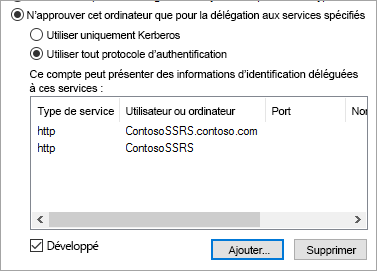 N'approuver cet ordinateur que pour la délégation aux services spécifiés
Utiliser uniquement Kerberos
Utiliser tout protocole d'authentification
Ce compte peut présenter des informations d'identification déléguées
à ces services :
Type de service Utilisateur ou ordinateur Port
http ContosoSSRS.contoso.com
http ContosoSSRS
Développé Ajouter... Supprimer